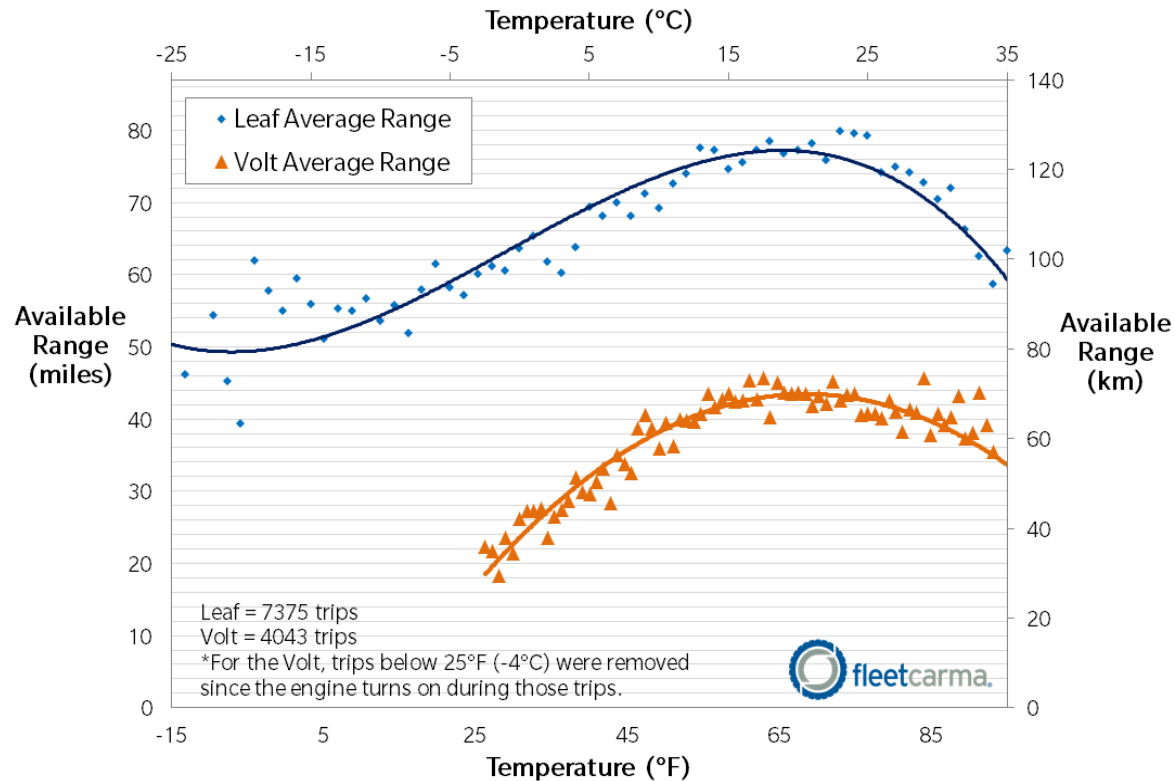 Temperature (°C)
-25 -15 -5 5 15 25 35
Leaf Average Range
Volt Average Range
Available
Range
(miles)
80
70
60
50
40
30
20
10
0
Available
Range
(km)
140
120
100
80
60
40
20
0
Leaf = 7375 trips
Volt = 4043 trips
*For the Volt, trips below 25°F (-4°C) were removed
since the engine turns on during those trips.
fleetcarma.
-15 5 25 45 65 85
Temperature (°F)